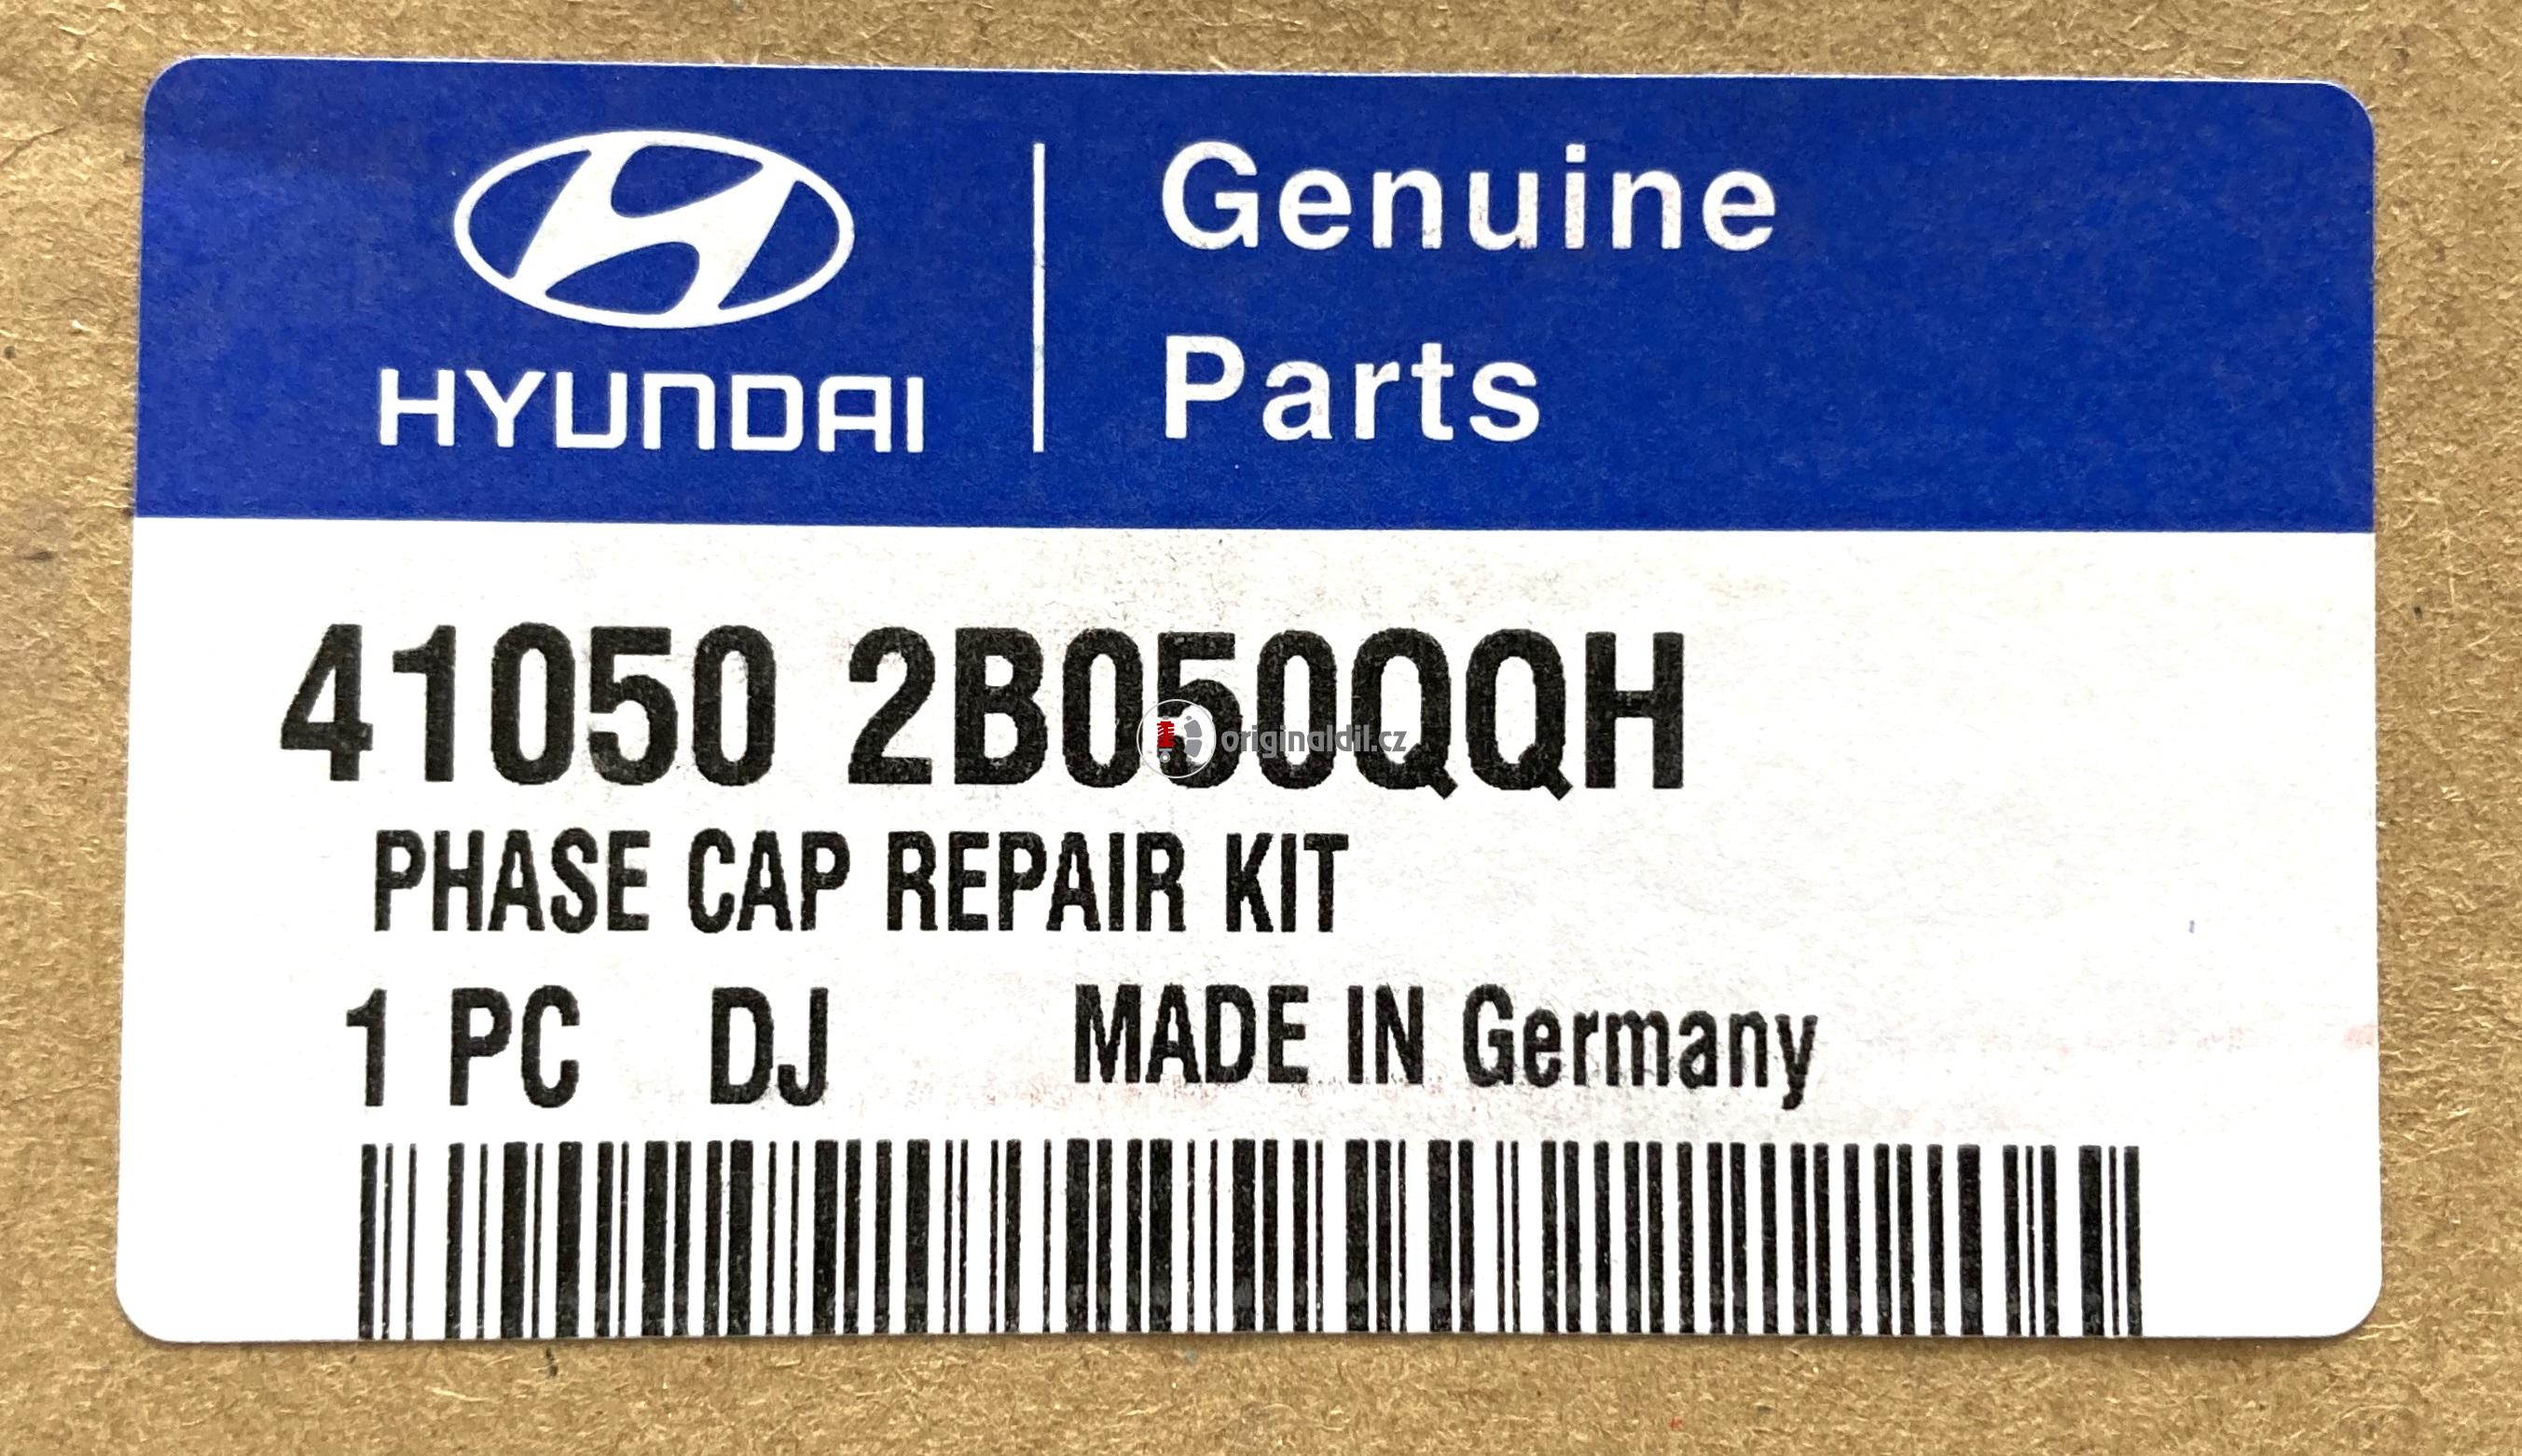 HYUNDAI
Genuine
Parts
41050 2B050QQH
originaldil.cz
PHASE CAP REPAIR KIT
1 PC DJ MADE IN Germany